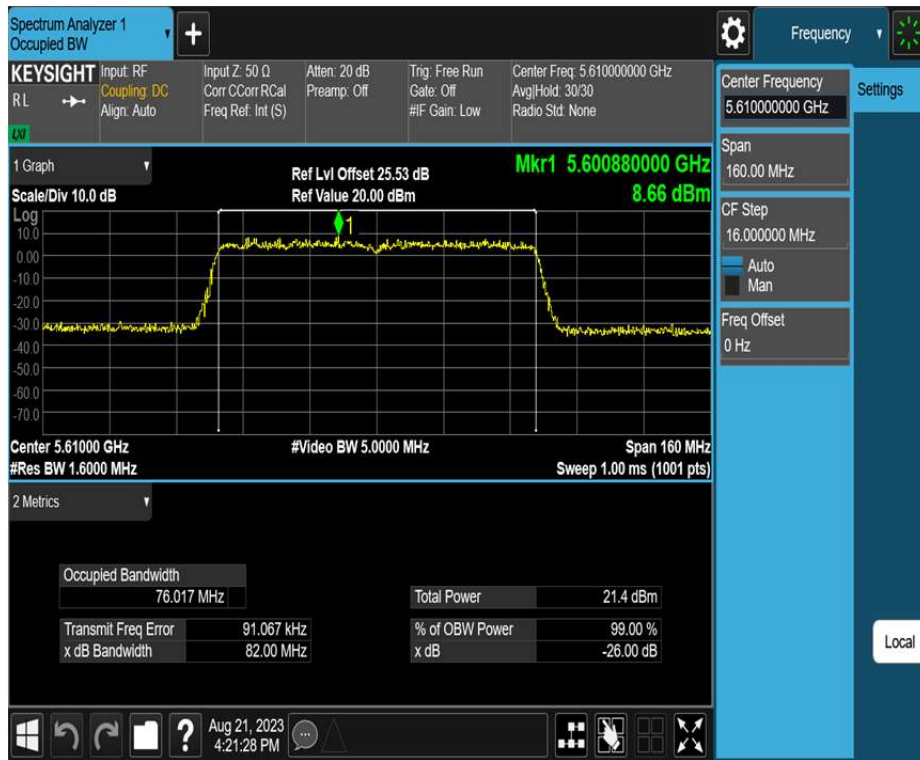 Spectrum Analyzer 1
Occupied BW
+
Frequency
KEYSIGHT
RL
LXI
Input: RF
Coupling: DC
Align: Auto
Input Z: 50 Ω
Corr CCorr RCal
Freq Ref: Int (S)
Atten: 20 dB
Preamp: Off
Trig: Free Run
Gate: Off
#IF Gain: Low
Center Freq: 5.610000000 GHz
Avg|Hold: 30/30
Radio Std: None
Center Frequency
5.610000000 GHz
Settings
Span
160.00 MHz
CF Step
16.000000 MHz
Auto
Man
Freq Offset
0 Hz
1 Graph
Scale/Div 10.0 dB
Ref Lvl Offset 25.53 dB
Ref Value 20.00 dBm
Mkr1 5.600880000 GHz
8.66 dBm
Log
10.0
0.00
-10.0
-20.0
-30.0
-40.0
-50.0
-60.0
-70.0
1
Center 5.61000 GHz
#Res BW 1.6000 MHz
#Video BW 5.0000 MHz
Span 160 MHz
Sweep 1.00 ms (1001 pts)
2 Metrics
Occupied Bandwidth
76.017 MHz
Total Power 21.4 dBm
Transmit Freq Error 91.067 kHz
% of OBW Power 99.00 %
x dB Bandwidth 82.00 MHz
x dB -26.00 dB
Local
?
Aug 21, 2023
4:21:28 PM